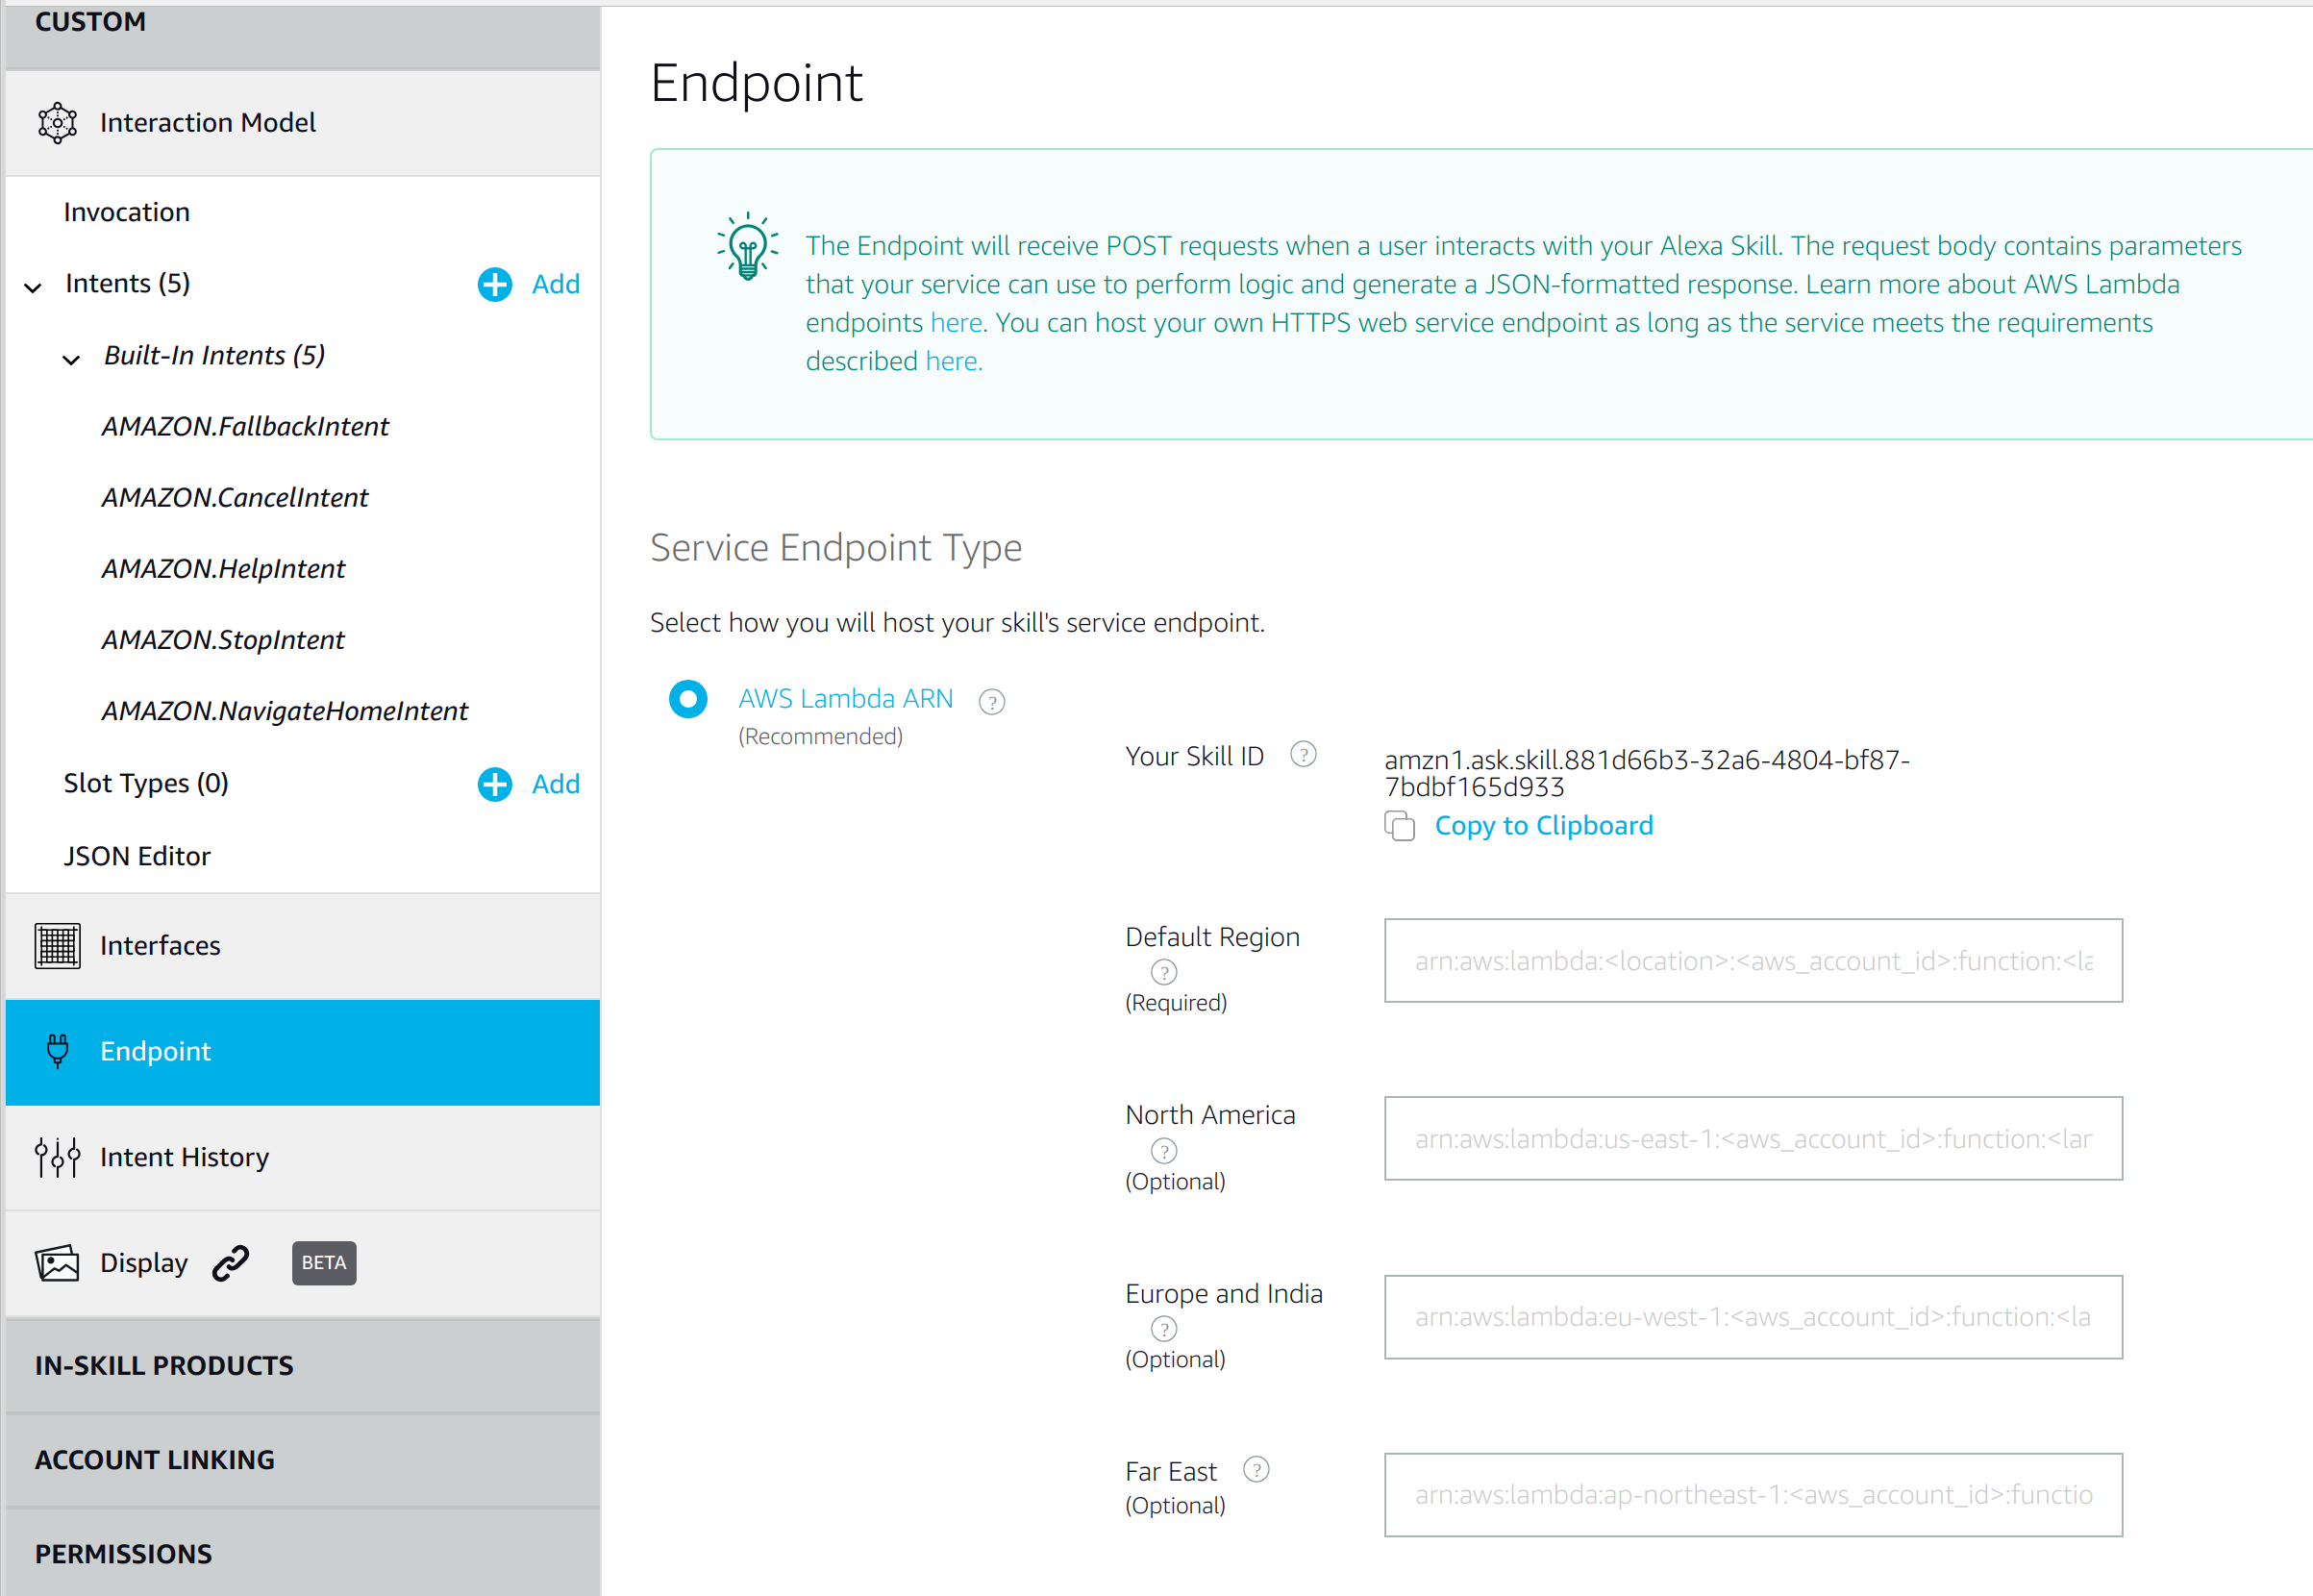 CUSTOM
Interaction Model
Invocation
Intents (5)
Add
Built-In Intents (5)
AMAZON.FallbackIntent
AMAZON.CancelIntent
AMAZON.HelpIntent
AMAZON.StopIntent
AMAZON.NavigateHomeIntent
Slot Types (0)
Add
JSON Editor
Interfaces
Endpoint
Intent History
Display
BETA
IN-SKILL PRODUCTS
ACCOUNT LINKING
PERMISSIONS
Endpoint
The Endpoint will receive POST requests when a user interacts with your Alexa Skill. The request body contains parameters
that your service can use to perform logic and generate a JSON-formatted response. Learn more about AWS Lambda
endpoints here. You can host your own HTTPS web service endpoint as long as the service meets the requirements
described here.
Service Endpoint Type
Select how you will host your skill's service endpoint.
AWS Lambda ARN ?
(Recommended)
Your Skill ID ?
amzn1.ask.skill.881d66b3-32a6-4804-bf87-
7bdbf165d933
Copy to Clipboard
Default Region
?
(Required)
arn:aws:lambda:<location>:<aws_account_id>:function:<la
North America
?
(Optional)
arn:aws:lambda:us-east-1:<aws_account_id>:function:<lar
Europe and India
?
(Optional)
arn:aws:lambda:eu-west-1:<aws_account_id>:function:<la
Far East ?
(Optional)
arn:aws:lambda:ap-northeast-1:<aws_account_id>:functio